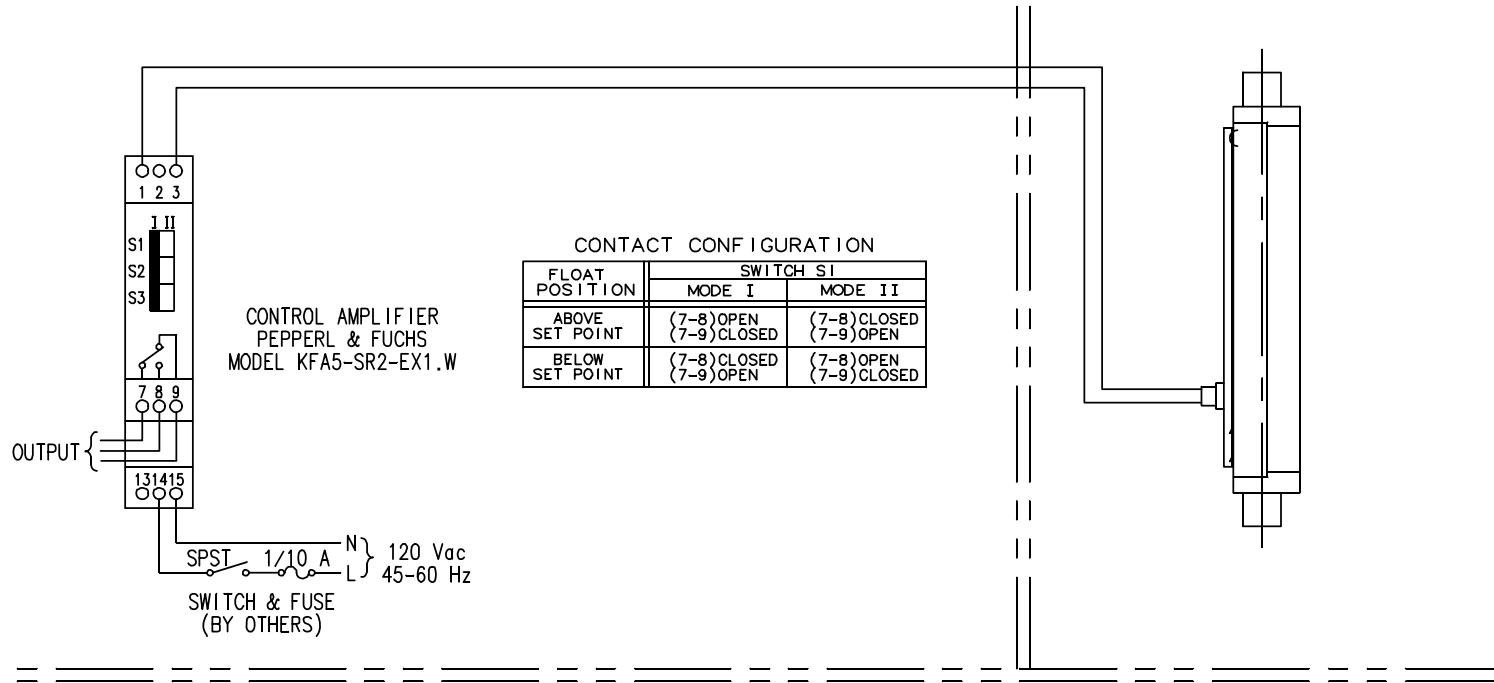 1 2 3
I II
S1
S2
S3
CONTROL AMPLIFIER
PEPPERL & FUCHS
MODEL KFA5-SR2-EX1.W
7 8 9
OUTPUT
13 14 15
SPST 1/10 A
N
L
120 Vac
45-60 Hz
SWITCH & FUSE
(BY OTHERS)
CONTACT CONFIGURATION
FLOAT
POSITION
SWITCH S1
MODE I MODE II
ABOVE
SET POINT
(7-8)OPEN
(7-9)CLOSED
(7-8)CLOSED
(7-9)OPEN
BELOW
SET POINT
(7-8)CLOSED
(7-9)OPEN
(7-8)OPEN
(7-9)CLOSED